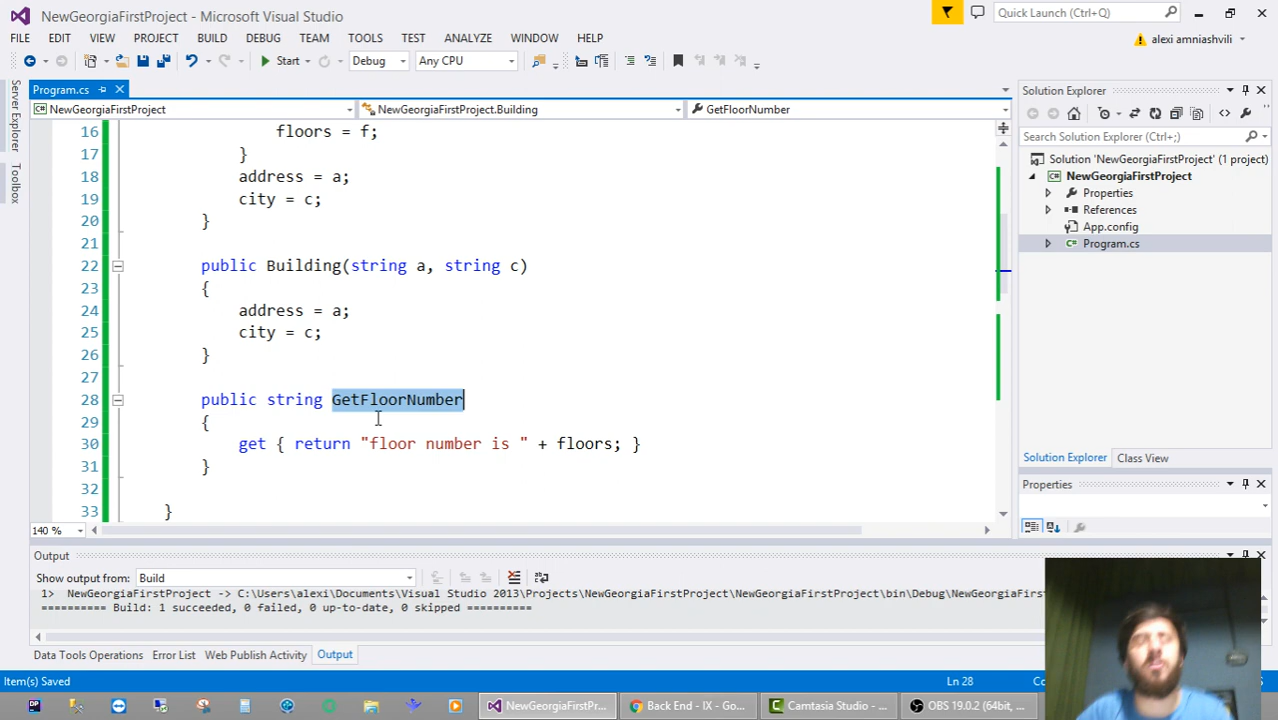 NewGeorgiaFirstProject - Microsoft Visual Studio
Quick Launch (Ctrl+Q)
FILE EDIT VIEW PROJECT BUILD DEBUG TEAM TOOLS TEST ANALYZE WINDOW HELP
alexi amniashvili
Start Debug Any CPU
Server Explorer
Toolbox
Program.cs
NewGeorgiaFirstProject NewGeorgiaFirstProject.Building GetFloorNumber
16 floors = f;
17 }
18 address = a;
19 city = c;
20 }
21
22 public Building(string a, string c)
23 {
24 address = a;
25 city = c;
26 }
27
28 public string GetFloorNumber
29 {
30 get { return "floor number is " + floors; }
31 }
32
33 }
140 %
Solution Explorer
Search Solution Explorer (Ctrl+;)
Solution 'NewGeorgiaFirstProject' (1 project)
NewGeorgiaFirstProject
Properties
References
App.config
Program.cs
Solution Explorer Class View
Properties
Output
Show output from: Build
1> NewGeorgiaFirstProject -> C:\Users\alexi\Documents\Visual Studio 2013\Projects\NewGeorgiaFirstProject\NewGeorgiaFirstProject\bin\Debug\NewGeorgiaFirst
========== Build: 1 succeeded, 0 failed, 0 up-to-date, 0 skipped ==========
Data Tools Operations Error List Web Publish Activity Output
Item(s) Saved Ln 28
NewGeorgiaFirstPr... Back End - IX - Go... Camtasia Studio - ... OBS 19.0.2 (64bit, ...